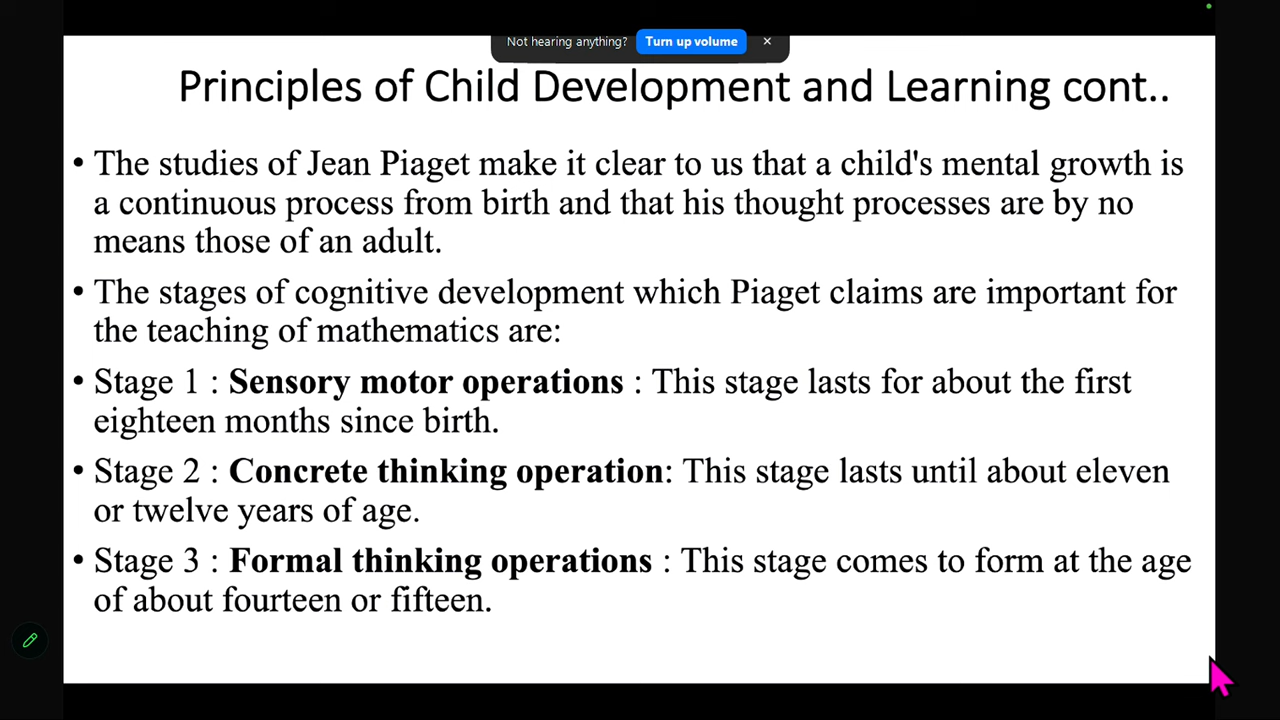 Not hearing anything? Turn up volume ×
Principles of Child Development and Learning cont..
• The studies of Jean Piaget make it clear to us that a child's mental growth is
a continuous process from birth and that his thought processes are by no
means those of an adult.
• The stages of cognitive development which Piaget claims are important for
the teaching of mathematics are:
• Stage 1 : Sensory motor operations : This stage lasts for about the first
eighteen months since birth.
• Stage 2 : Concrete thinking operation: This stage lasts until about eleven
or twelve years of age.
• Stage 3 : Formal thinking operations : This stage comes to form at the age
of about fourteen or fifteen.